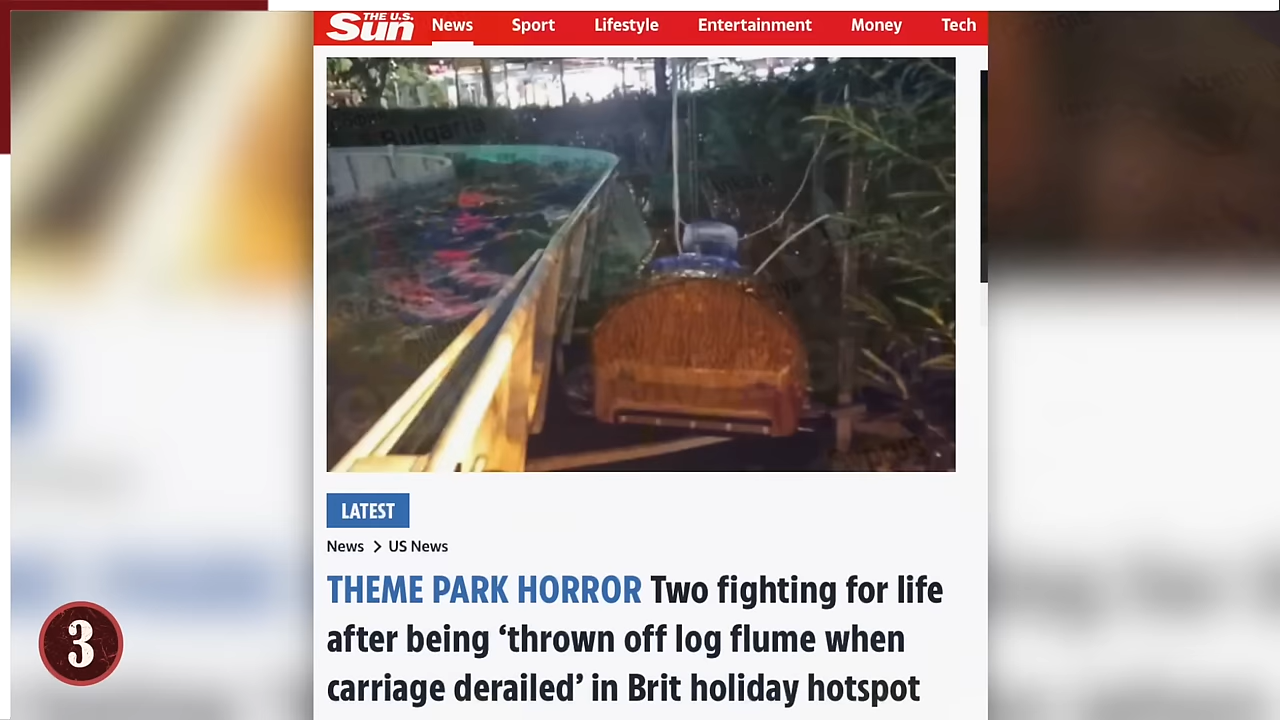 THE U.S.
Sun News Sport Lifestyle Entertainment Money Tech
Bulgaria
LATEST
News > US News
THEME PARK HORROR Two fighting for life
after being ‘thrown off log flume when
carriage derailed’ in Brit holiday hotspot
3